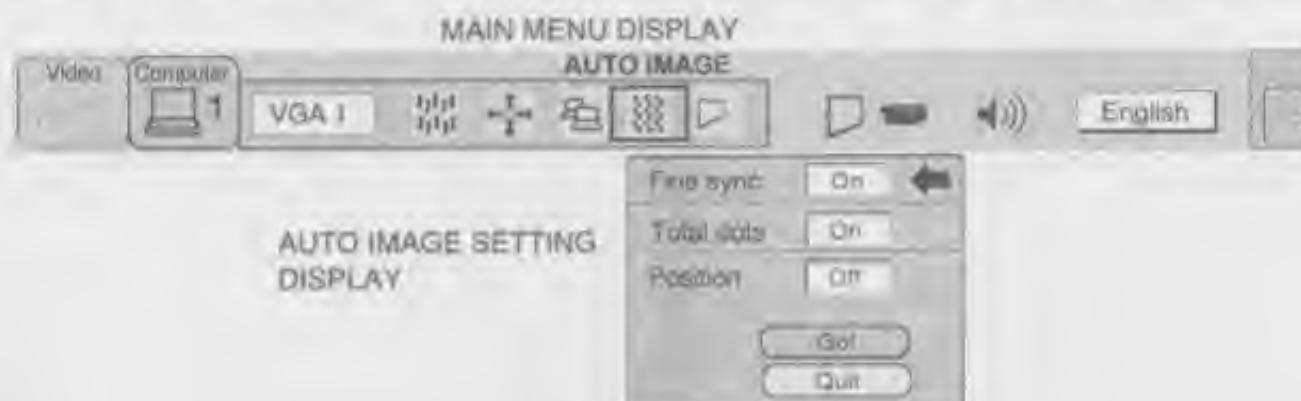 MAIN MENU DISPLAY
AUTO IMAGE
Video
Computer
1
VGA 1
English
Fine sync.
On
Total dots
On
Position
Off
AUTO IMAGE SETTING
DISPLAY
Go!
Quit